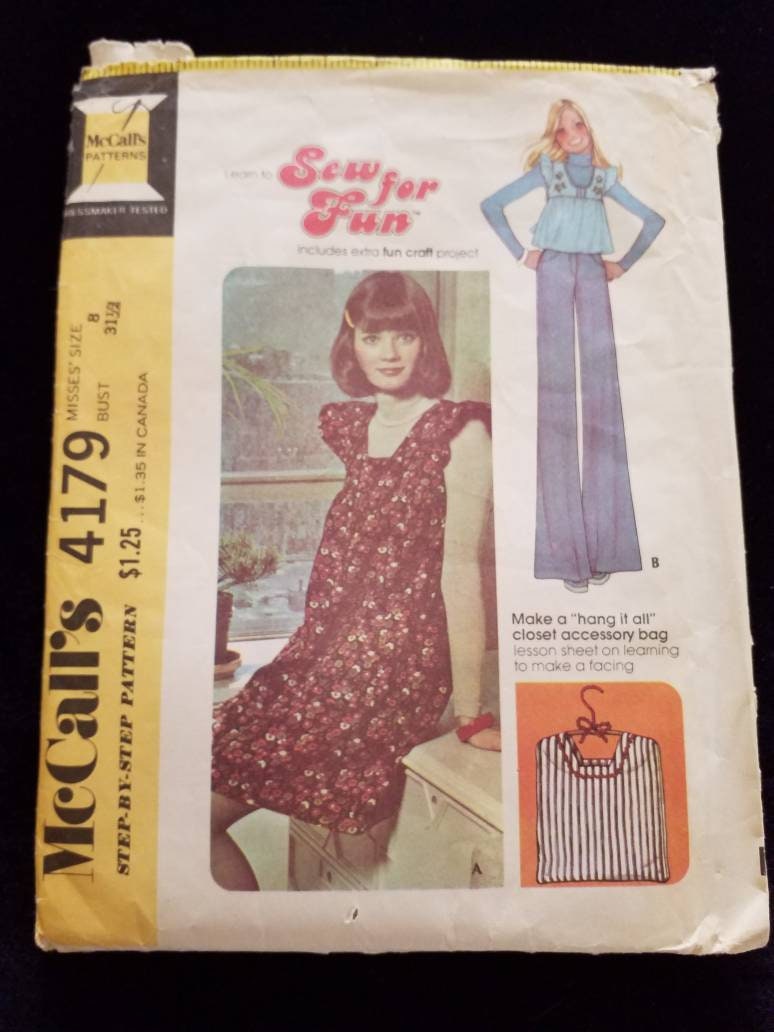 McCall's
PATTERNS
DRESSMAKER TESTED
McCall's 4179
MISSES' SIZE 8
BUST 31½
STEP-BY-STEP PATTERN $1.25 ...$1.35 IN CANADA
Learn to
Sew for
Fun™
includes extra fun craft project
B
Make a "hang it all"
closet accessory bag
lesson sheet on learning
to make a facing
A